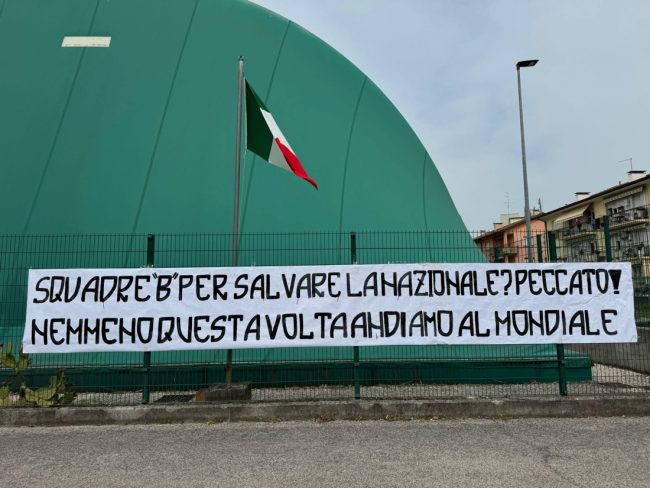 SQUADRE "B" PER SALVARE LA NAZIONALE? PECCATO!
NEMMENO QUESTA VOLTA ANDIAMO AL MONDIALE